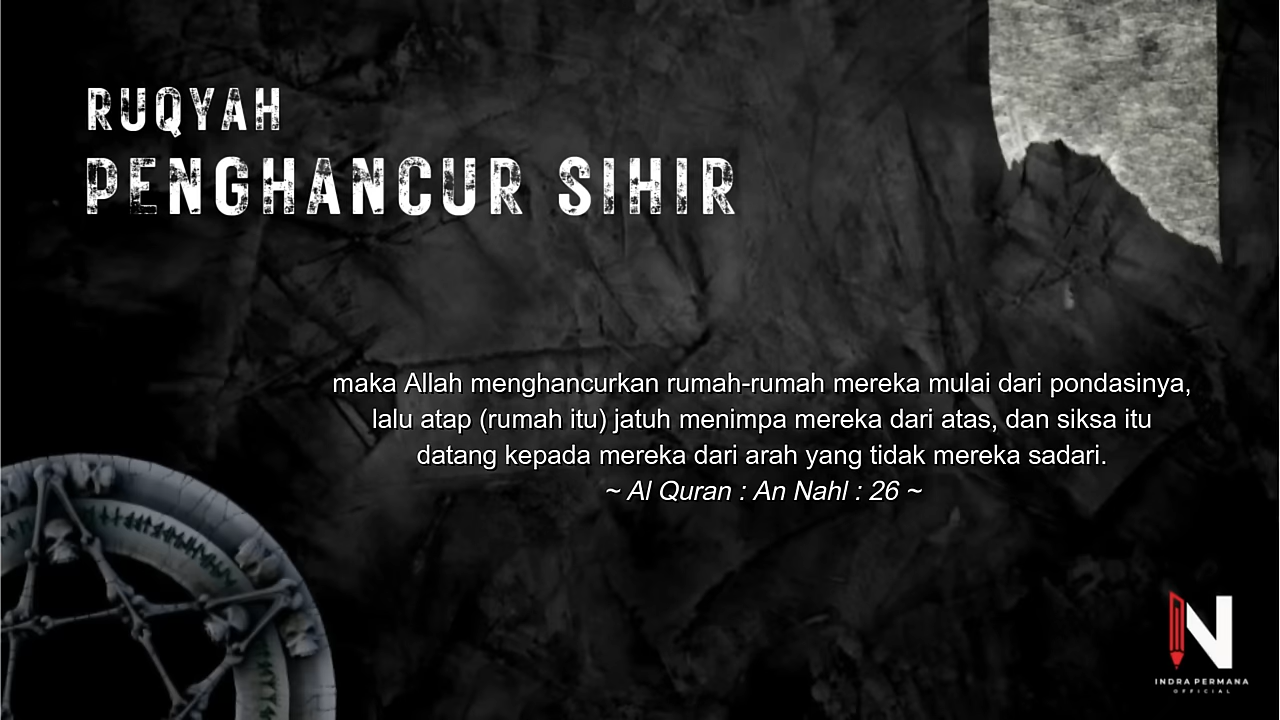 RUQYAH
PENGHANCUR SIHIR
maka Allah menghancurkan rumah-rumah mereka mulai dari pondasinya,
lalu atap (rumah itu) jatuh menimpa mereka dari atas, dan siksa itu
datang kepada mereka dari arah yang tidak mereka sadari.
~ Al Quran : An Nahl : 26 ~
N
INDRA PERMANA
OFFICIAL